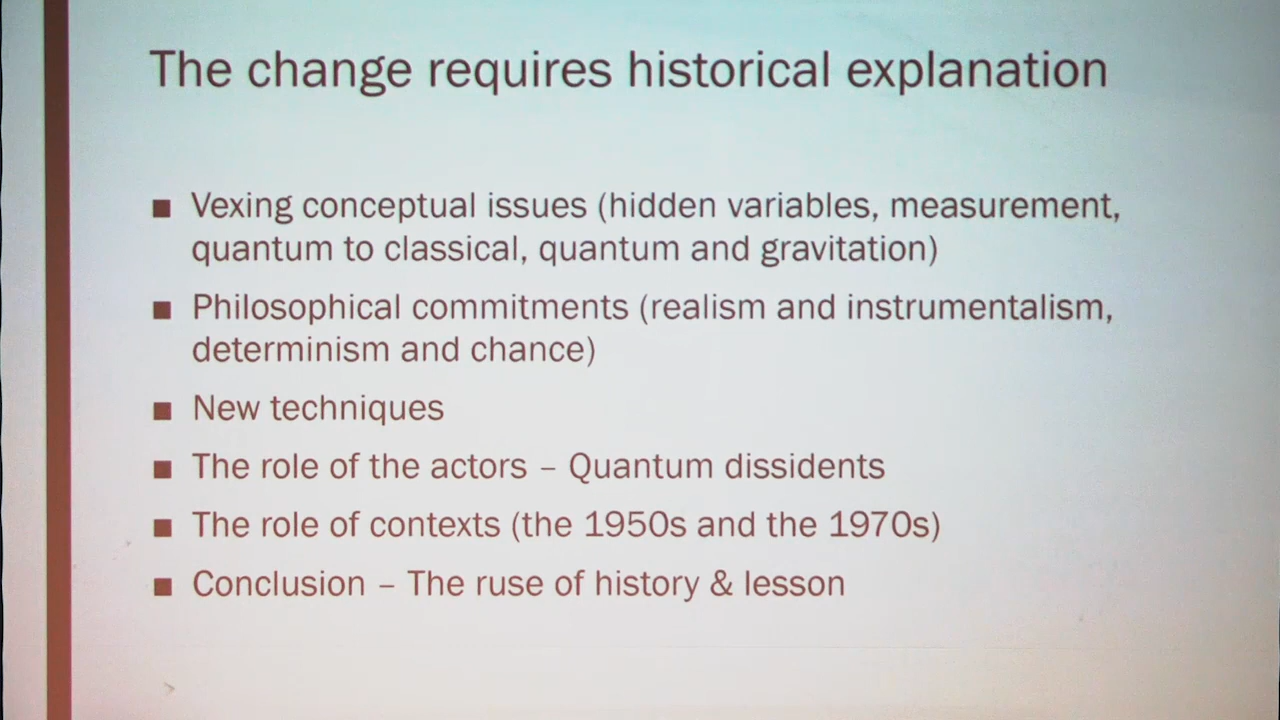 The change requires historical explanation
■ Vexing conceptual issues (hidden variables, measurement,
quantum to classical, quantum and gravitation)
■ Philosophical commitments (realism and instrumentalism,
determinism and chance)
■ New techniques
■ The role of the actors – Quantum dissidents
■ The role of contexts (the 1950s and the 1970s)
■ Conclusion – The ruse of history & lesson